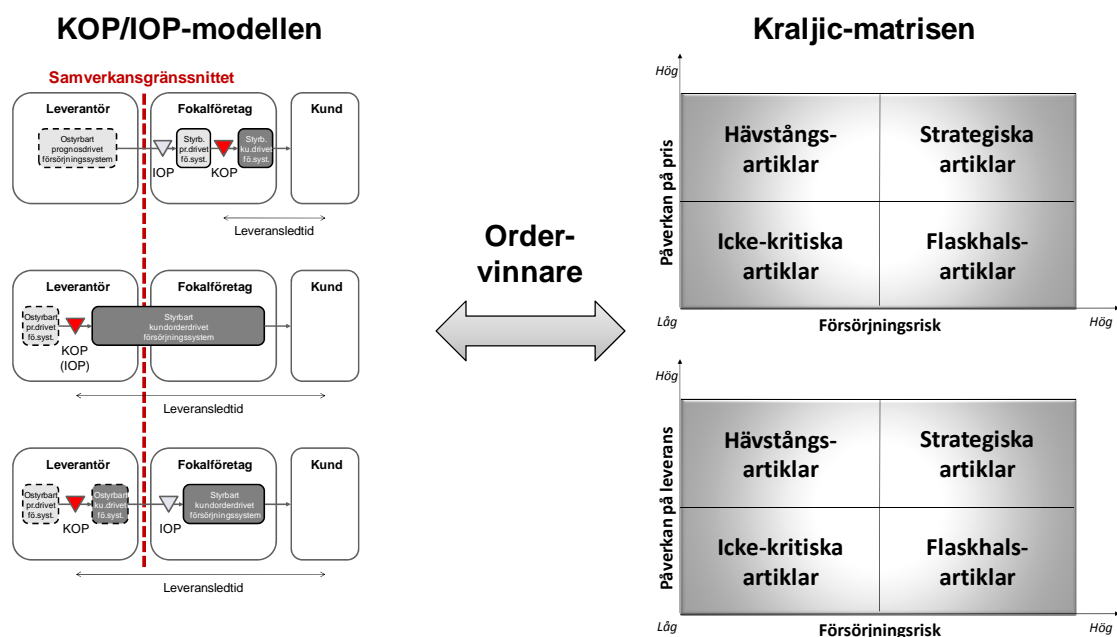 KOP/IOP-modellen
Samverkansgränssnittet
Leverantör
Fokalföretag
Kund
Ostyrbart
prognosdrivet
försörjningssystem
IOP
Styrb.
pr.drivet
fö.syst.
KOP
Styrb.
ku.drivet
fö.syst.
Leveransledtid
Leverantör
Fokalföretag
Kund
Ostyrbart
pr.drivet
fö.syst.
KOP
(IOP)
Styrbart
kundorderdrivet
försörjningssystem
Leveransledtid
Leverantör
Fokalföretag
Kund
Ostyrbart
pr.drivet
fö.syst.
KOP
Ostyrbart
ku.drivet
fö.syst.
IOP
Styrbart
kundorderdrivet
försörjningssystem
Leveransledtid
Order-
vinnare
Kraljic-matrisen
Hög
Påverkan på pris
Hävstångs-
artiklar
Strategiska
artiklar
Icke-kritiska
artiklar
Flaskhals-
artiklar
Låg
Försörjningsrisk
Hög
Hög
Påverkan på leverans
Hävstångs-
artiklar
Strategiska
artiklar
Icke-kritiska
artiklar
Flaskhals-
artiklar
Låg
Försörjningsrisk
Hög